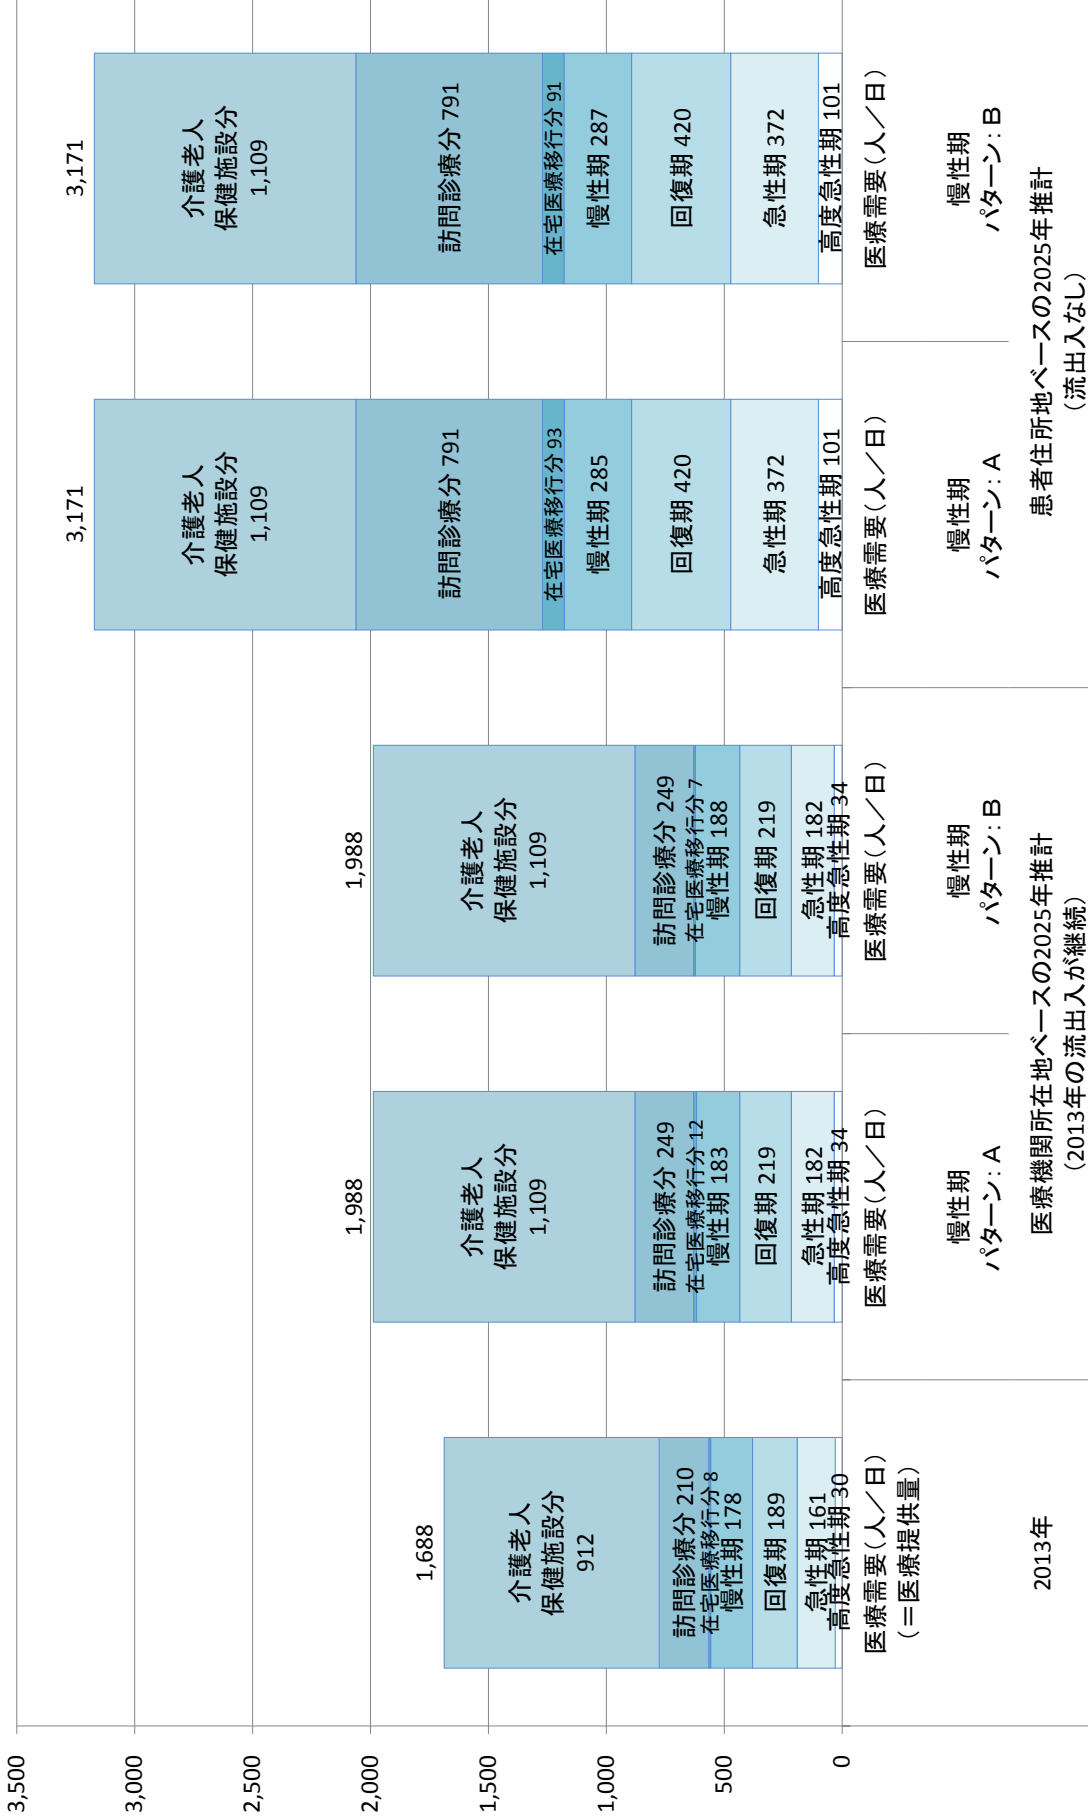 3,500
3,000
2,500
2,000
1,500
1,000
500
0
1,688
介護老人
保健施設分
912
訪問診療分 210
在宅医療移行分 8
慢性期 178
回復期 189
急性期 161
高度急性期 30
医療需要(人／日)
(＝医療提供量)
2013年
1,988
介護老人
保健施設分
1,109
訪問診療分 249
在宅医療移行分 12
慢性期 183
回復期 219
急性期 182
高度急性期 34
医療需要(人／日)
慢性期
パターン：A
1,988
介護老人
保健施設分
1,109
訪問診療分 249
在宅医療移行分 7
慢性期 188
回復期 219
急性期 182
高度急性期 34
医療需要(人／日)
慢性期
パターン：B
医療機関所在地ベースの2025年推計
(2013年の流出入が継続)
3,171
介護老人
保健施設分
1,109
訪問診療分 791
在宅医療移行分 93
慢性期 285
回復期 420
急性期 372
高度急性期 101
医療需要(人／日)
慢性期
パターン：A
3,171
介護老人
保健施設分
1,109
訪問診療分 791
在宅医療移行分 91
慢性期 287
回復期 420
急性期 372
高度急性期 101
医療需要(人／日)
慢性期
パターン：B
患者住所地ベースの2025年推計
(流出入なし)